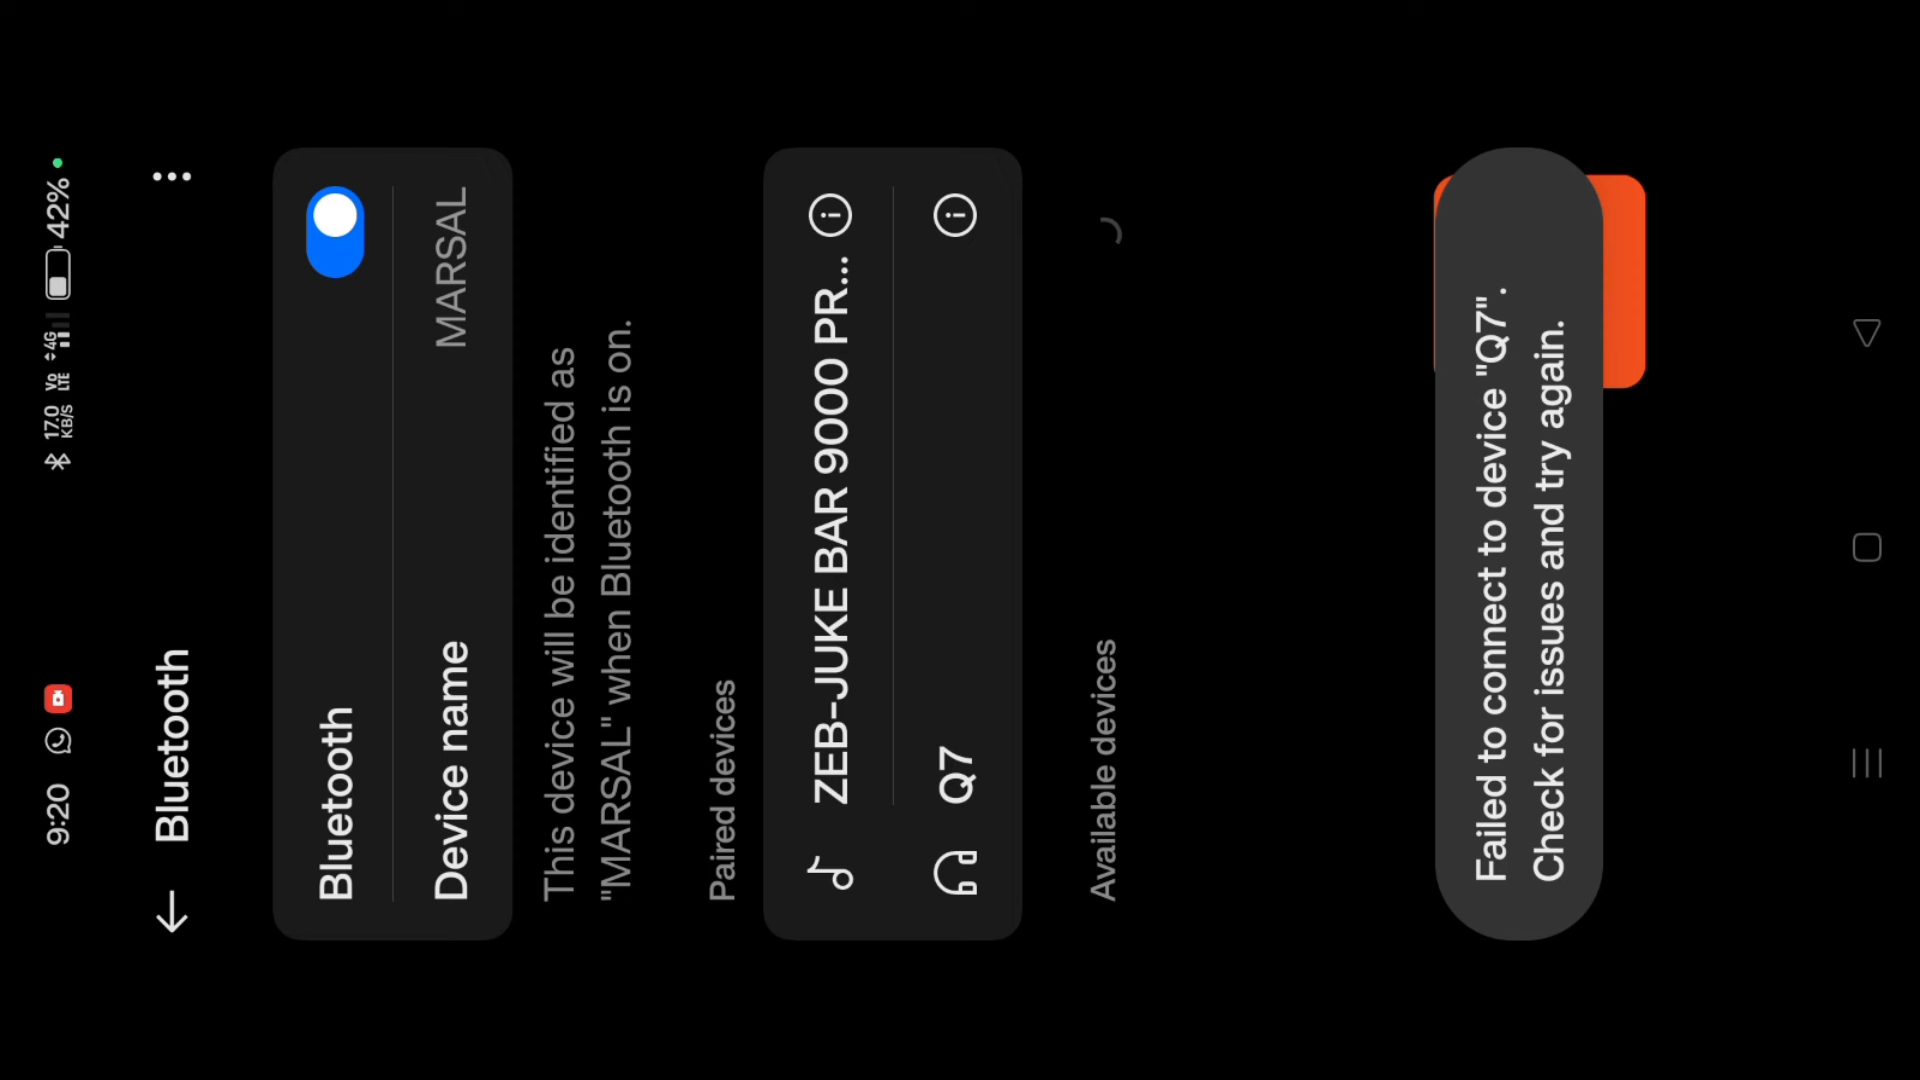 9:20
17.0 KB/S Vo LTE 4G 42%
Bluetooth
Bluetooth
Device name MARSAL
This device will be identified as
"MARSAL" when Bluetooth is on.
Paired devices
ZEB-JUKE BAR 9000 PR...
Q7
Available devices
Failed to connect to device "Q7".
Check for issues and try again.